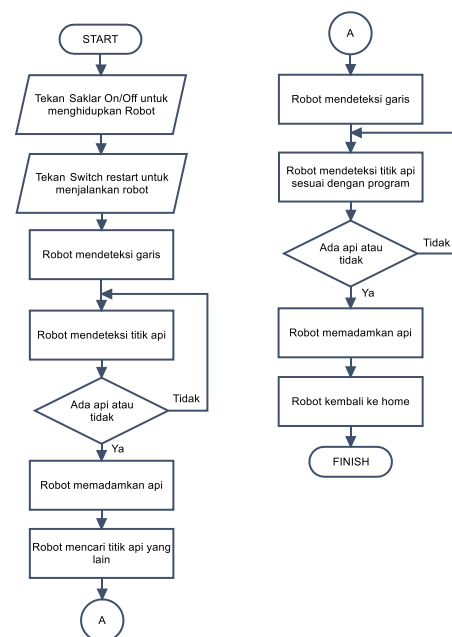 START
Tekan Saklar On/Off untuk
menghidupkan Robot
Tekan Switch restart untuk
menjalankan robot
Robot mendeteksi garis
Robot mendeteksi titik api
Ada api atau
tidak
Tidak
Ya
Robot memadamkan api
Robot mencari titik api yang
lain
A
A
Robot mendeteksi garis
Robot mendeteksi titik api
sesuai dengan program
Ada api atau
tidak
Tidak
Ya
Robot memadamkan api
Robot kembali ke home
FINISH